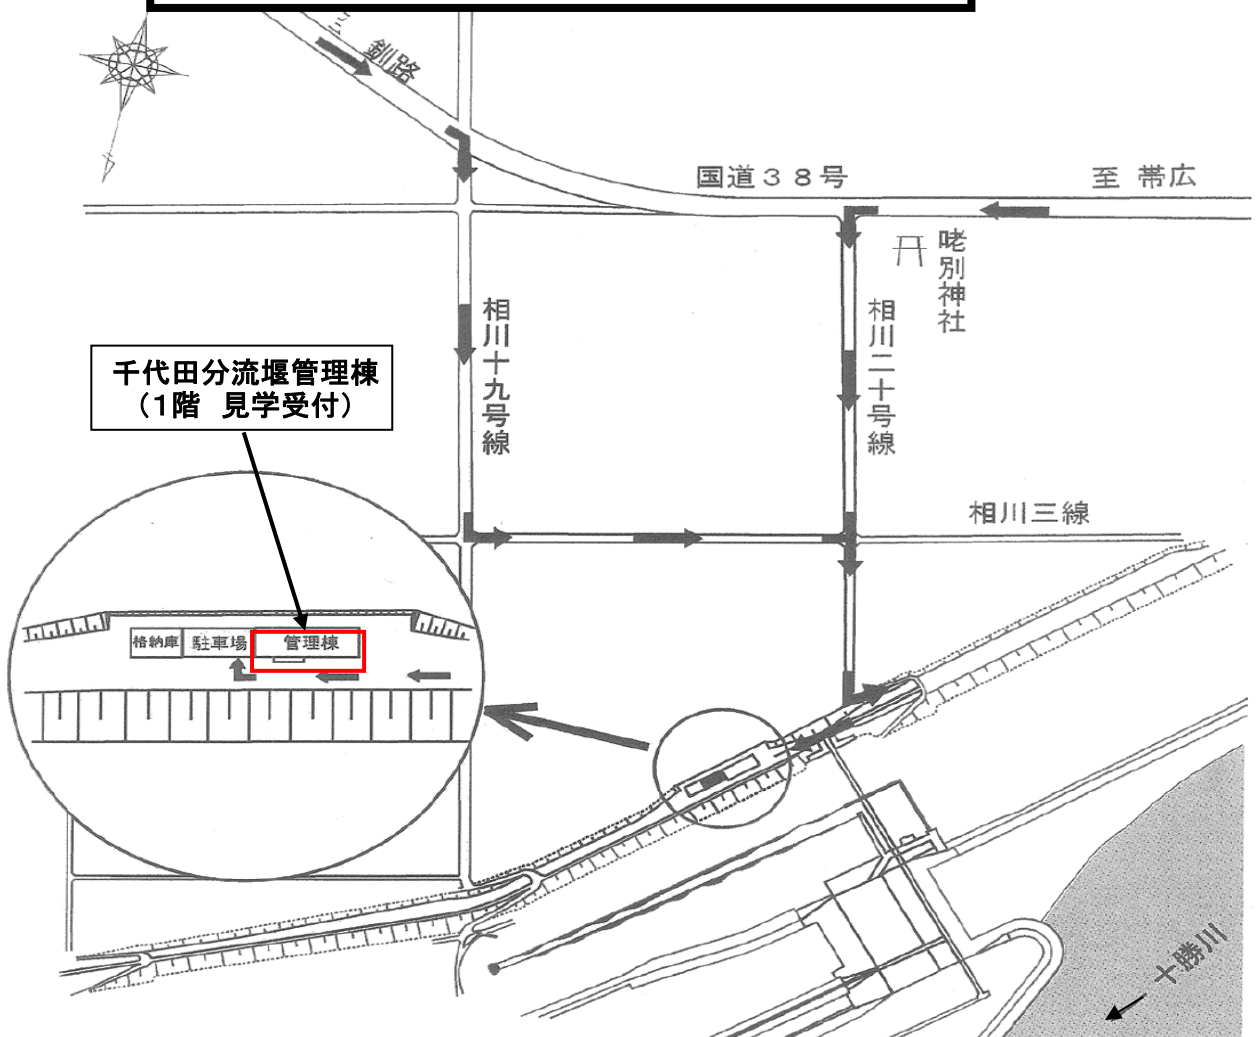 至 釧路
国道38号
至 帯広
咾別神社
相川十九号線
相川二十号線
千代田分流堰管理棟
(1階 見学受付)
相川三線
格納庫
駐車場
管理棟
十勝川